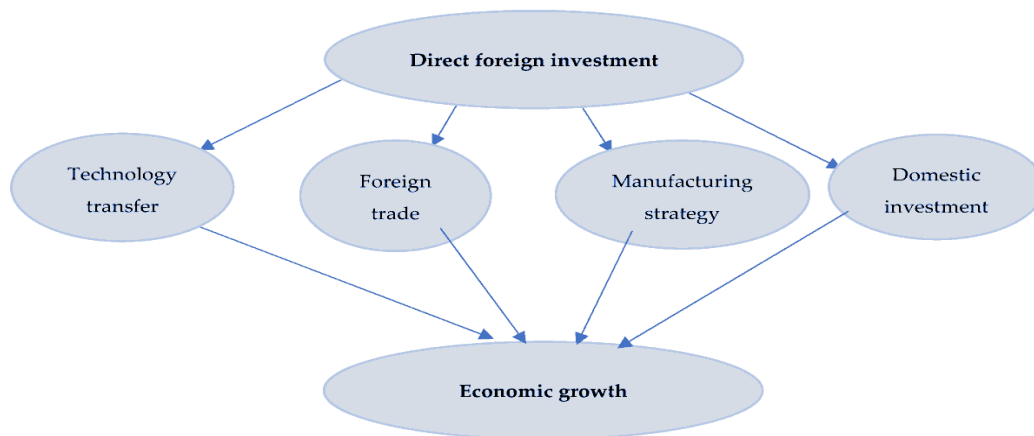 Direct foreign investment
Technology
transfer
Foreign
trade
Manufacturing
strategy
Domestic
investment
Economic growth